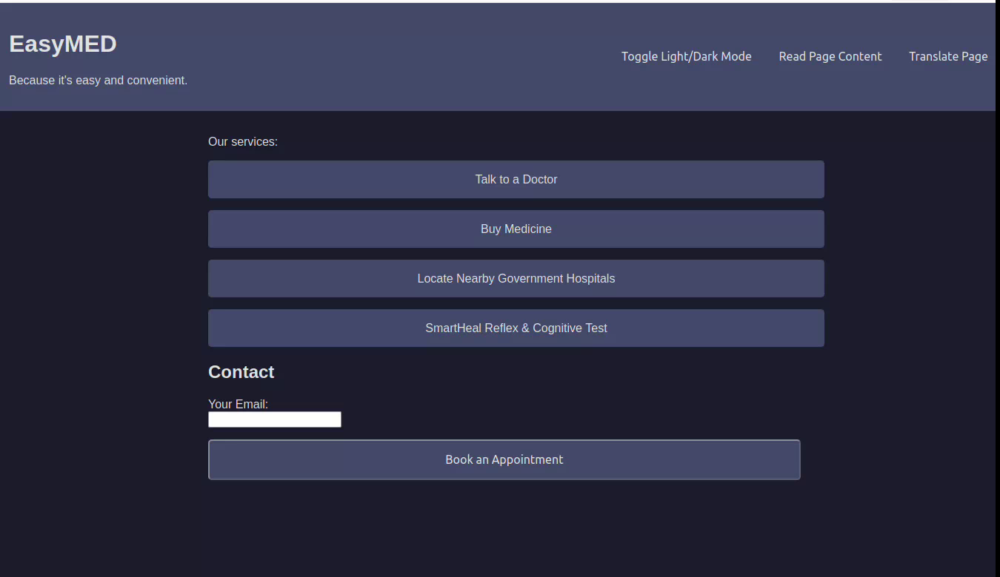 EasyMED
Because it's easy and convenient.
Toggle Light/Dark Mode
Read Page Content
Translate Page
Our services:
Talk to a Doctor
Buy Medicine
Locate Nearby Government Hospitals
SmartHeal Reflex & Cognitive Test
Contact
Your Email:
Book an Appointment